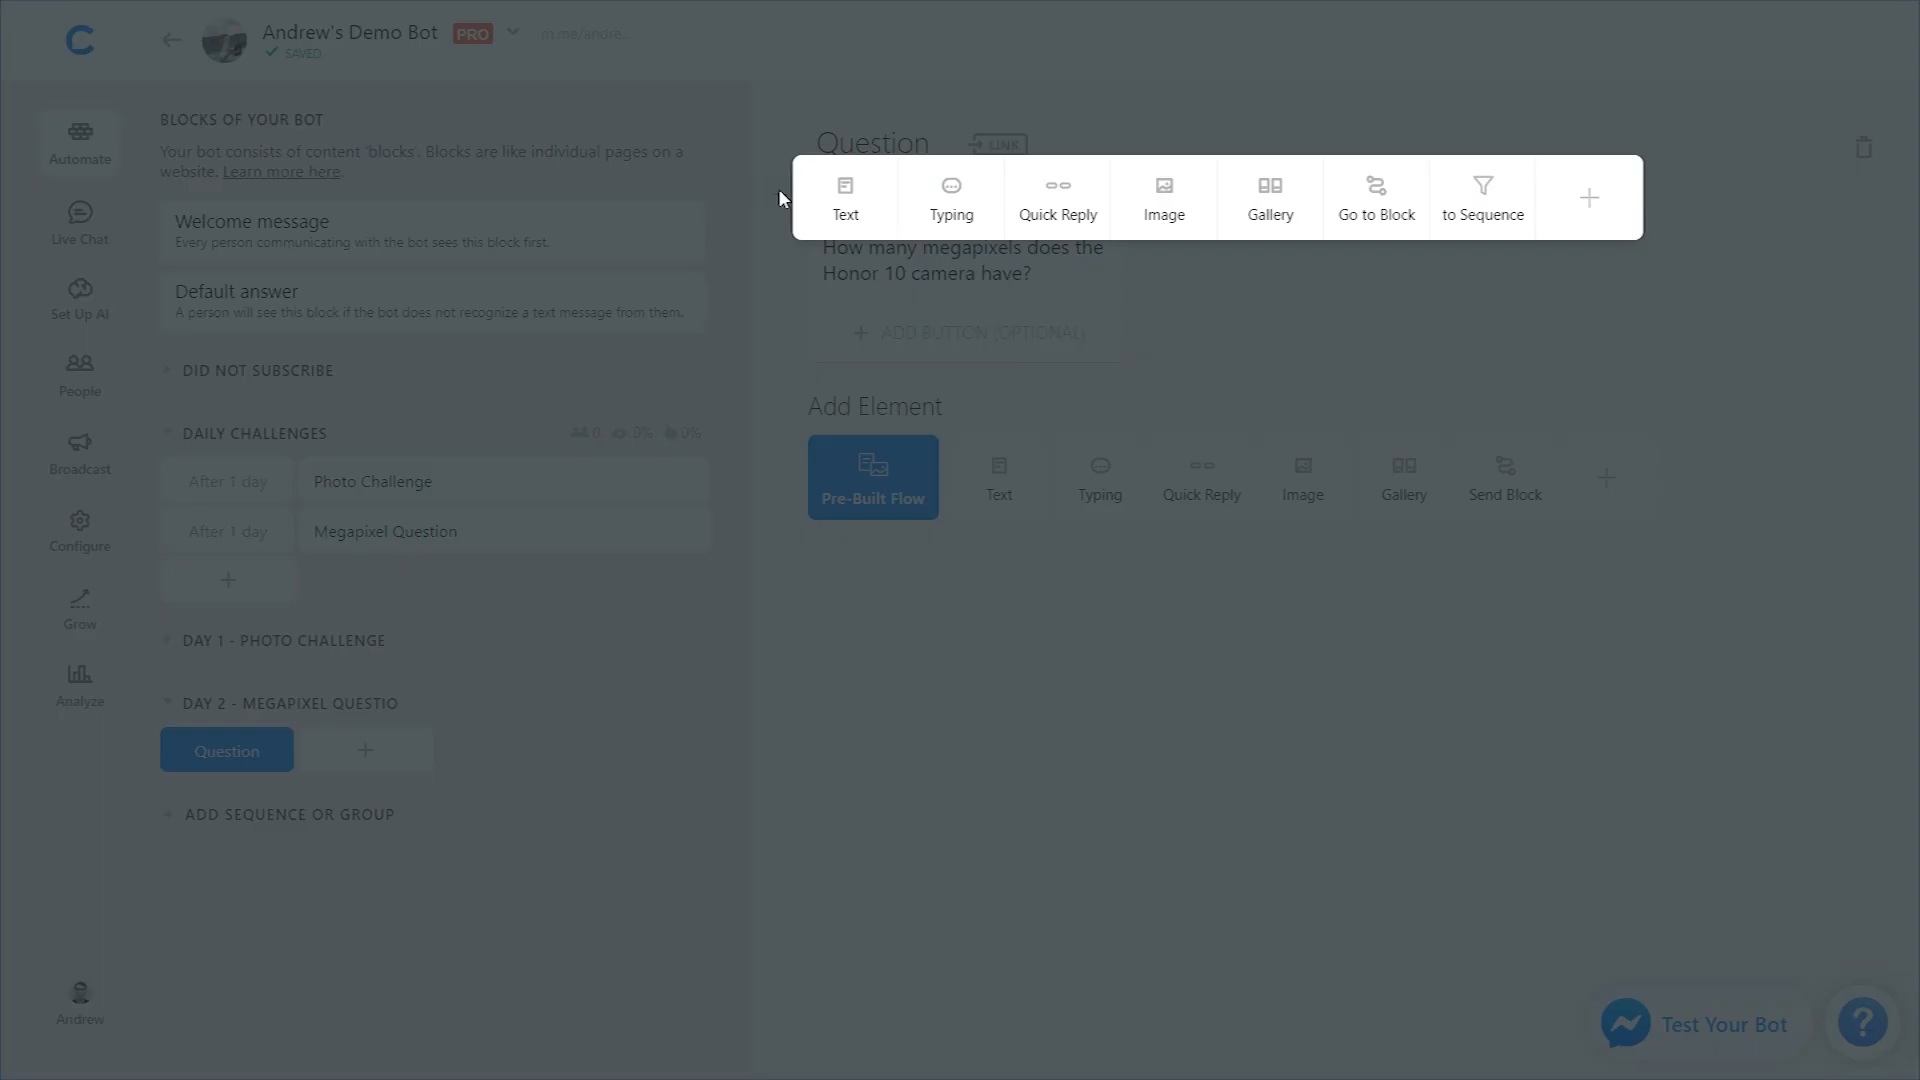 Andrew's Demo Bot PRO m.me/andre...
SAVED
Automate
Live Chat
Set Up AI
People
Broadcast
Configure
Grow
Analyze
Andrew
BLOCKS OF YOUR BOT
Your bot consists of content 'blocks'. Blocks are like individual pages on a
website. Learn more here.
Welcome message
Every person communicating with the bot sees this block first.
Default answer
A person will see this block if the bot does not recognize a text message from them.
DID NOT SUBSCRIBE
DAILY CHALLENGES 0 0% 0%
After 1 day Photo Challenge
After 1 day Megapixel Question
+
DAY 1 - PHOTO CHALLENGE
DAY 2 - MEGAPIXEL QUESTIO
Question +
ADD SEQUENCE OR GROUP
Question LINK
Text Typing Quick Reply Image Gallery Go to Block to Sequence +
How many megapixels does the
Honor 10 camera have?
+ ADD BUTTON (OPTIONAL)
Add Element
Pre-Built Flow Text Typing Quick Reply Image Gallery Send Block +
Test Your Bot ?